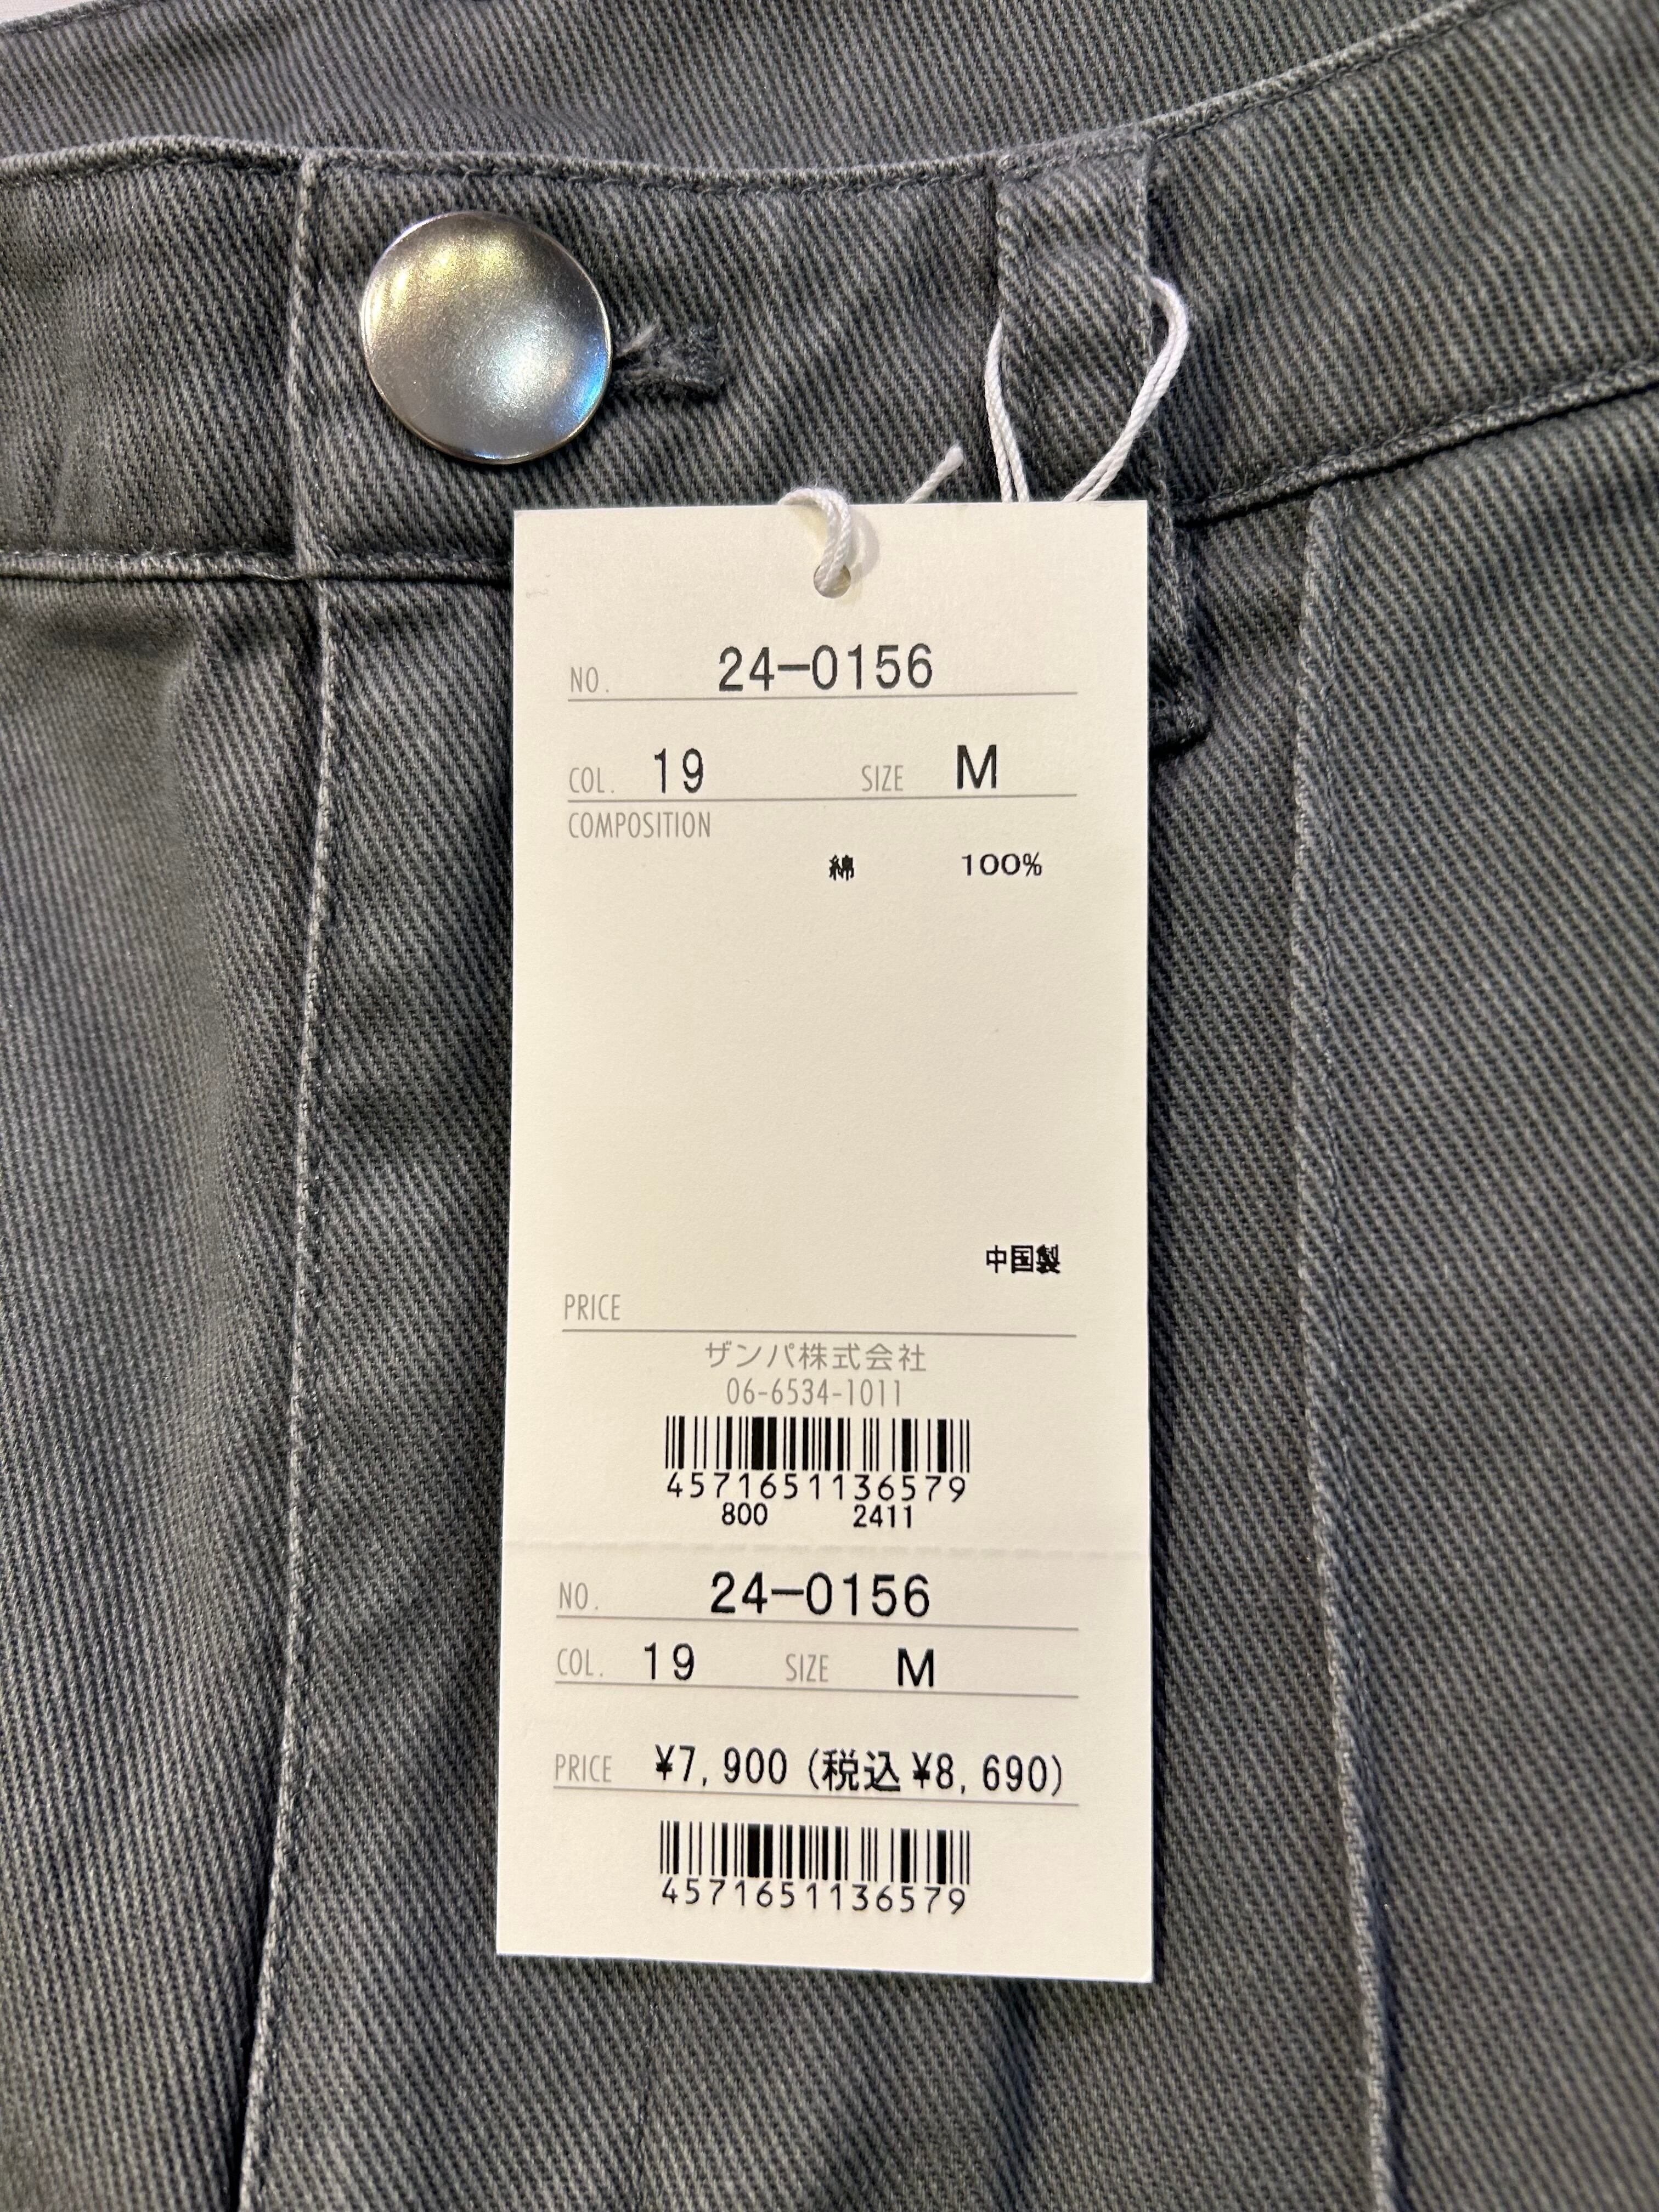 NO. 24-0156
COL. 19 SIZE M
COMPOSITION
綿 100%
中国製
PRICE
ザンパ株式会社
06-6534-1011
4571651136579
800 2411
NO. 24-0156
COL. 19 SIZE M
PRICE ¥7,900 (税込¥8,690)
4571651136579